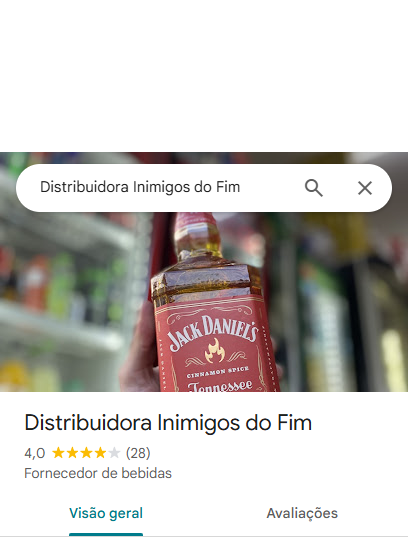 Distribuidora Inimigos do Fim
JACK DANIEL'S
CINNAMON SPICE
Tennessee
Distribuidora Inimigos do Fim
4,0 (28)
Fornecedor de bebidas
Visão geral
Avaliações